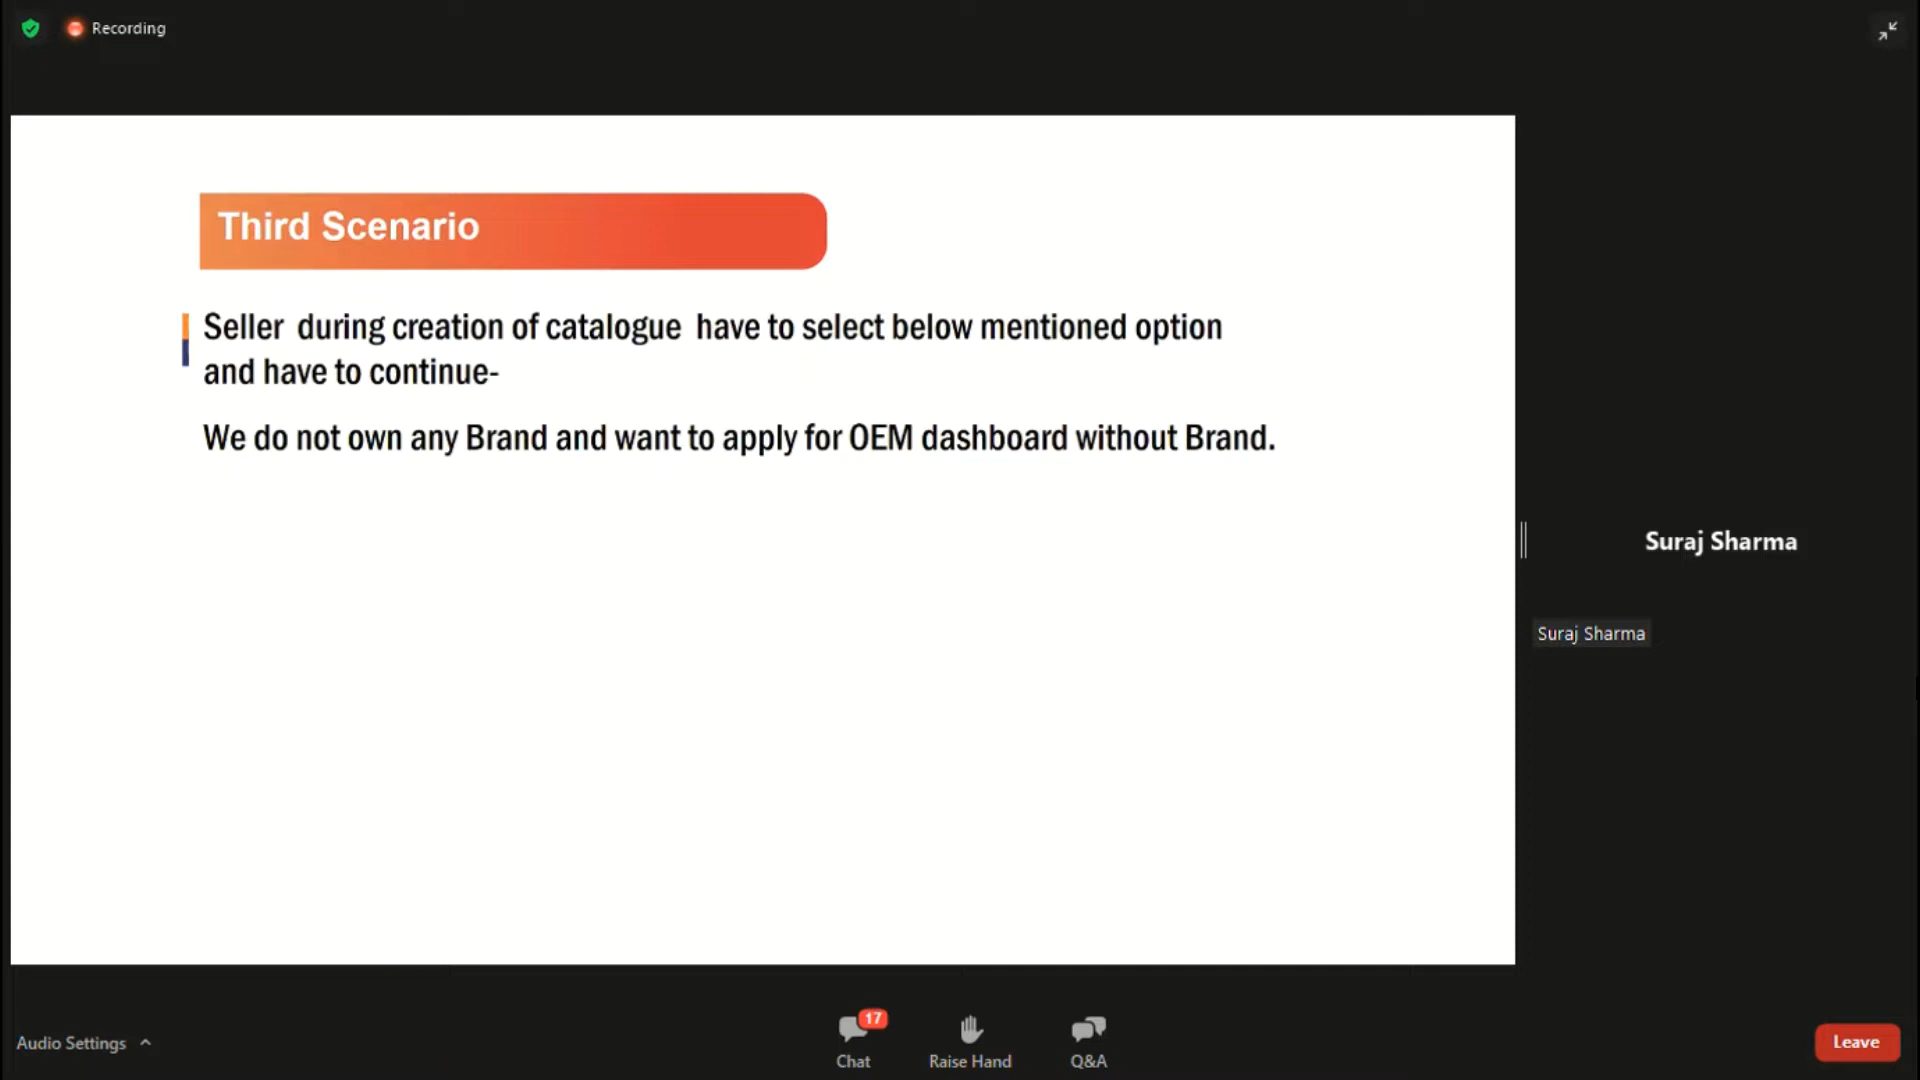 Recording
Third Scenario
Seller during creation of catalogue have to select below mentioned option
and have to continue-
We do not own any Brand and want to apply for OEM dashboard without Brand.
Suraj Sharma
Suraj Sharma
Audio Settings
17
Chat
Raise Hand
Q&A
Leave